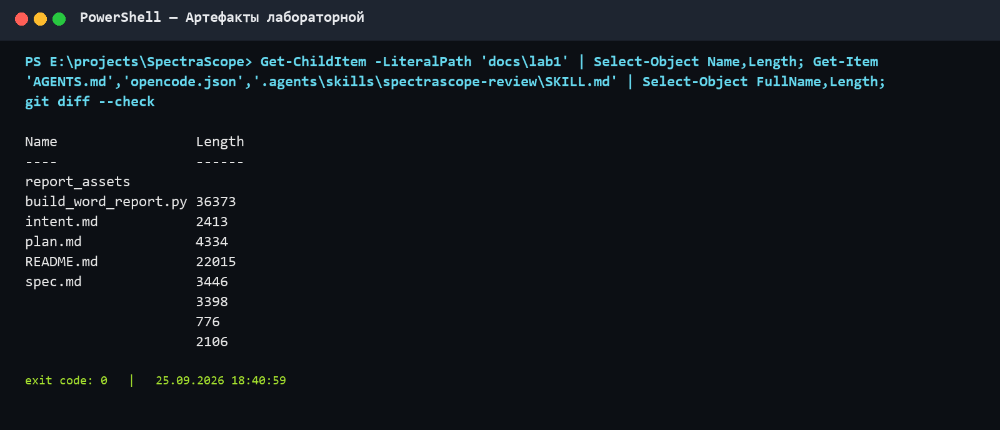 PowerShell — Артефакты лабораторной
PS E:\projects\SpectraScope> Get-ChildItem -LiteralPath 'docs\lab1' | Select-Object Name,Length; Get-Item
'AGENTS.md','opencode.json','.agents\skills\spectrascope-review\SKILL.md' | Select-Object FullName,Length;
git diff --check
Name                 Length
----                 ------
report_assets
build_word_report.py 36373
intent.md            2413
plan.md              4334
README.md            22015
spec.md              3446
                     3398
                     776
                     2106
exit code: 0   |   25.09.2026 18:40:59